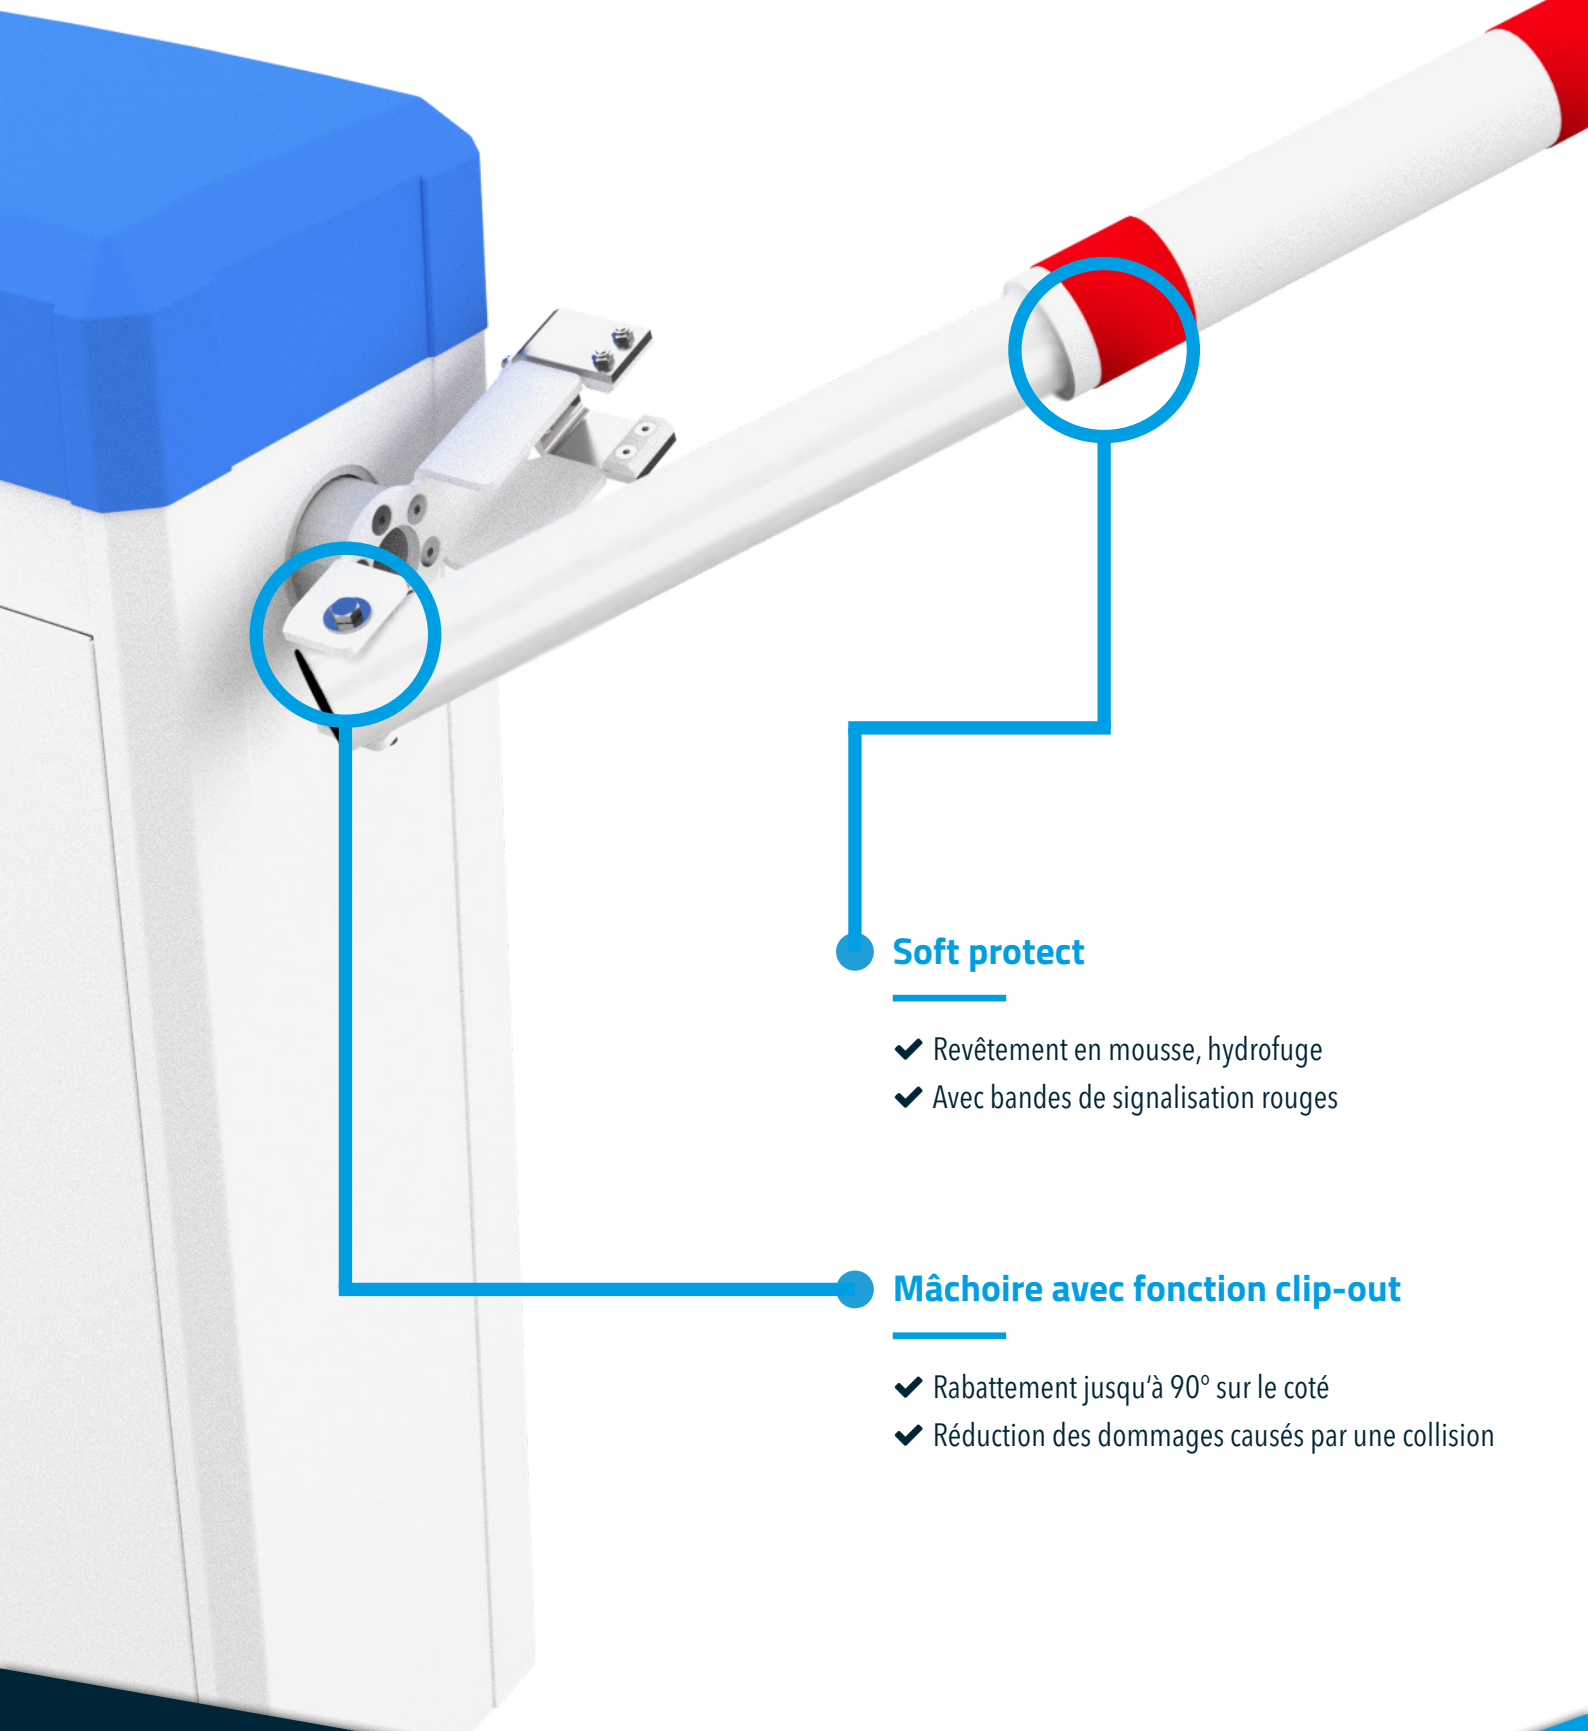 Soft protect
✔ Revêtement en mousse, hydrofuge
✔ Avec bandes de signalisation rouges
Mâchoire avec fonction clip-out
✔ Rabattement jusqu‘à 90° sur le coté
✔ Réduction des dommages causés par une collision